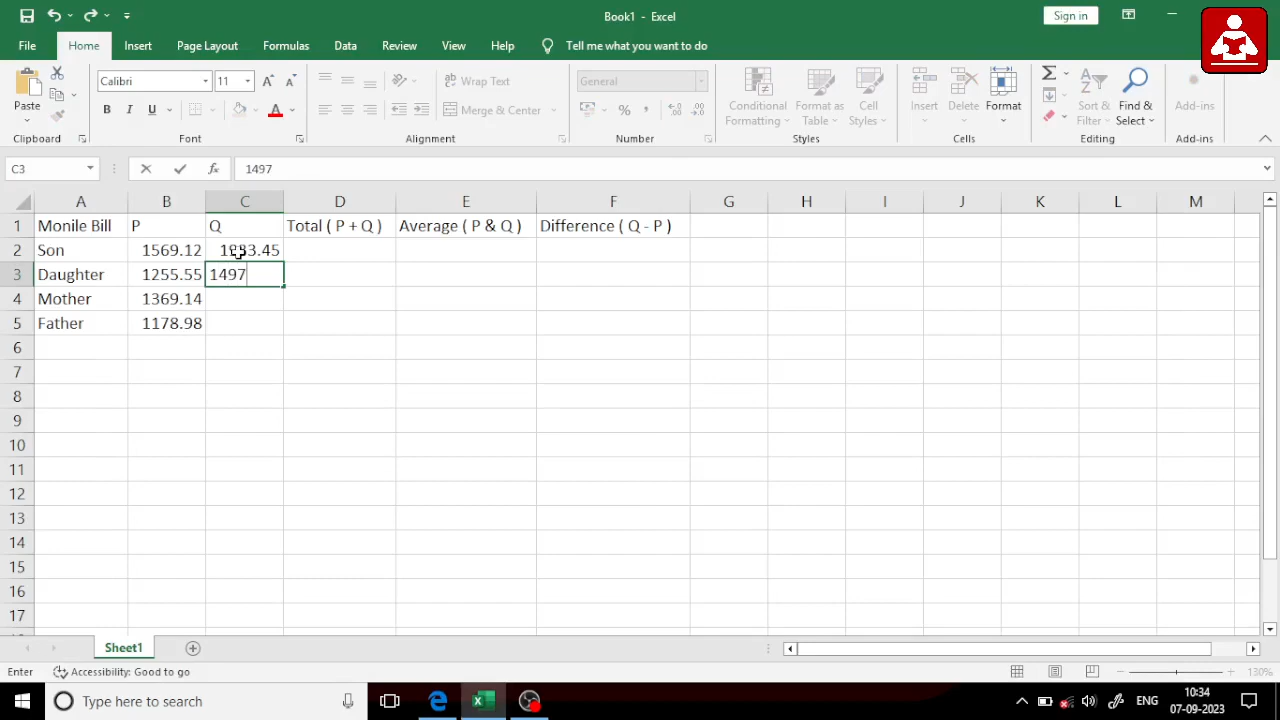 Book1 - Excel
Sign in
File Home Insert Page Layout Formulas Data Review View Help Tell me what you want to do
Paste
Calibri 11
B I U
Wrap Text
Merge & Center
General
Conditional Formatting
Format as Table
Cell Styles
Insert Delete Format
Sort & Filter
Find & Select
Add-ins
Clipboard Font Alignment Number Styles Cells Editing Add-ins
C3 fx 1497
A B C D E F G H I J K L M
1 Monile Bill P Q Total ( P + Q ) Average ( P & Q ) Difference ( Q - P )
2 Son 1569.12
3 Daughter 1255.55 1497
4 Mother 1369.14
5 Father 1178.98
6
7
8
9
10
11
12
13
14
15
16
17
Sheet1
Enter Accessibility: Good to go 130%
Type here to search
ENG
10:34
07-09-2023